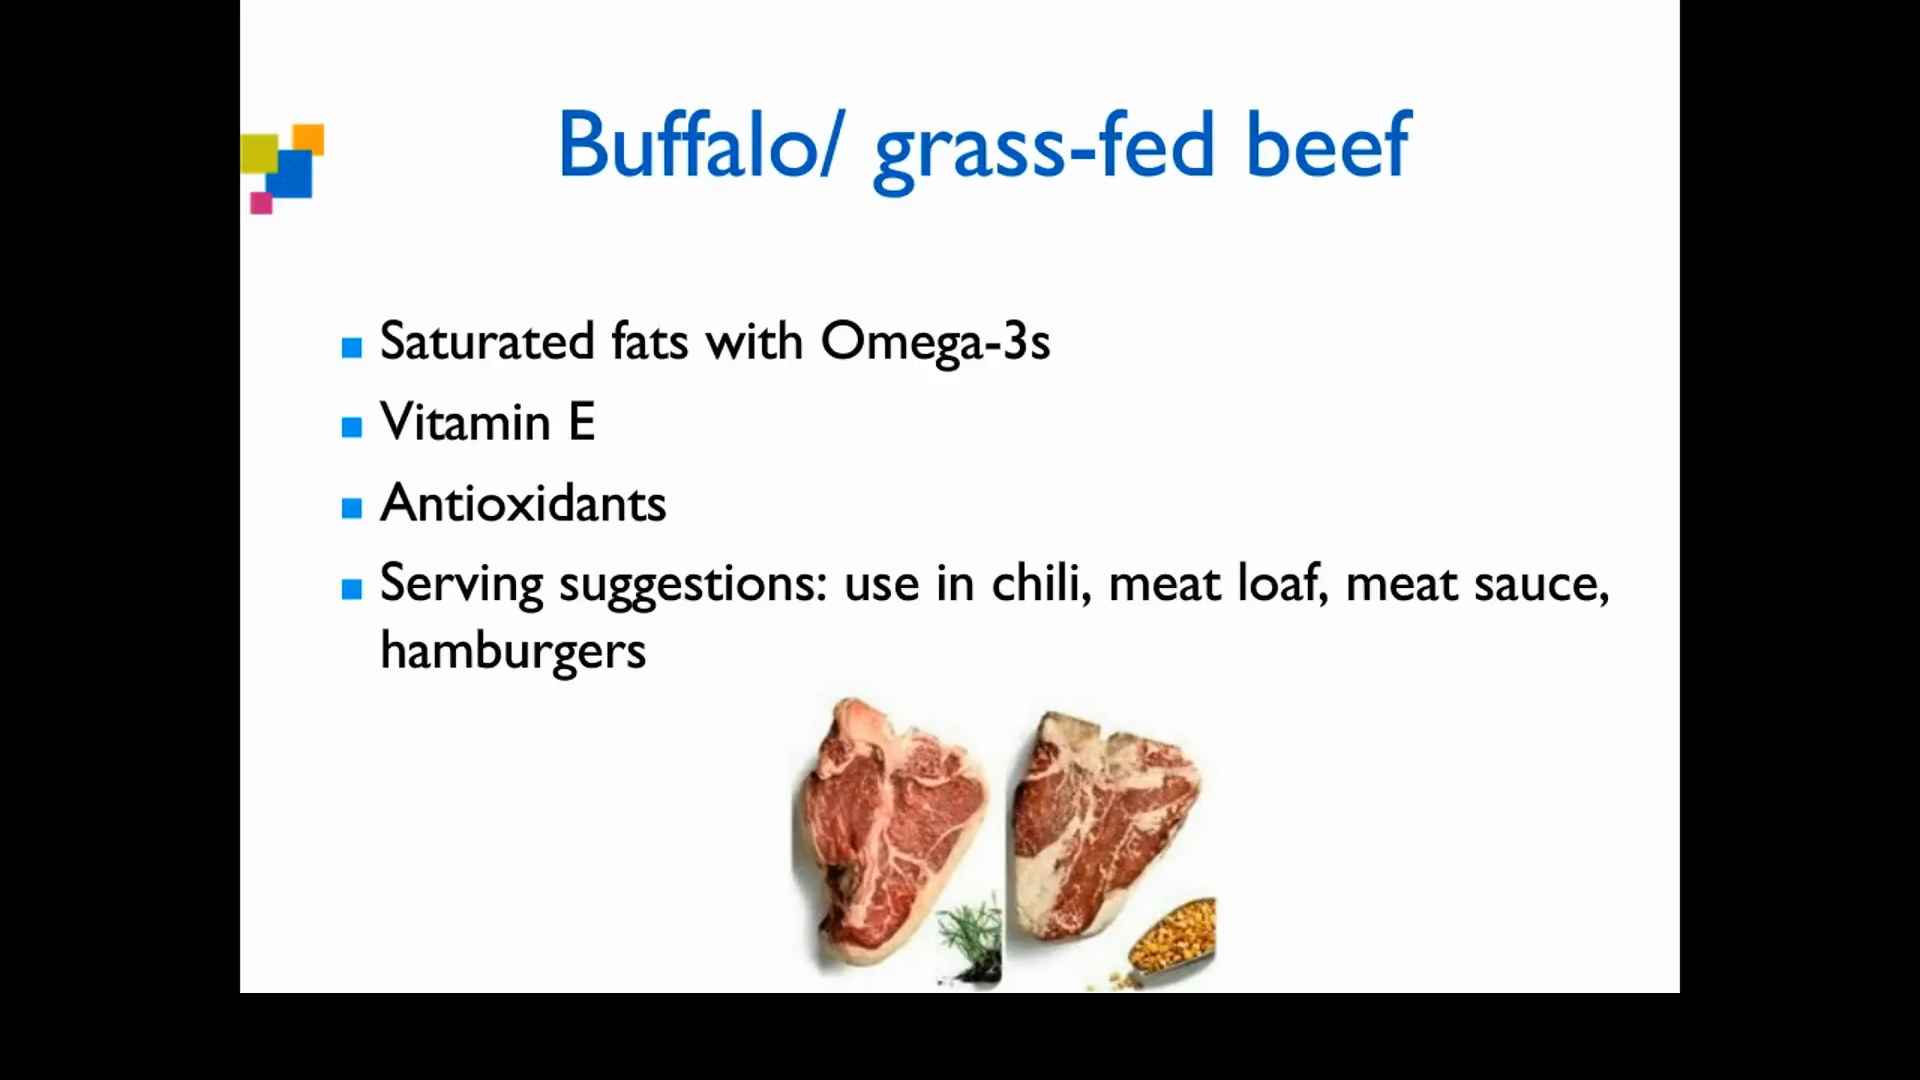 Buffalo/ grass-fed beef
Saturated fats with Omega-3s
Vitamin E
Antioxidants
Serving suggestions: use in chili, meat loaf, meat sauce,
hamburgers